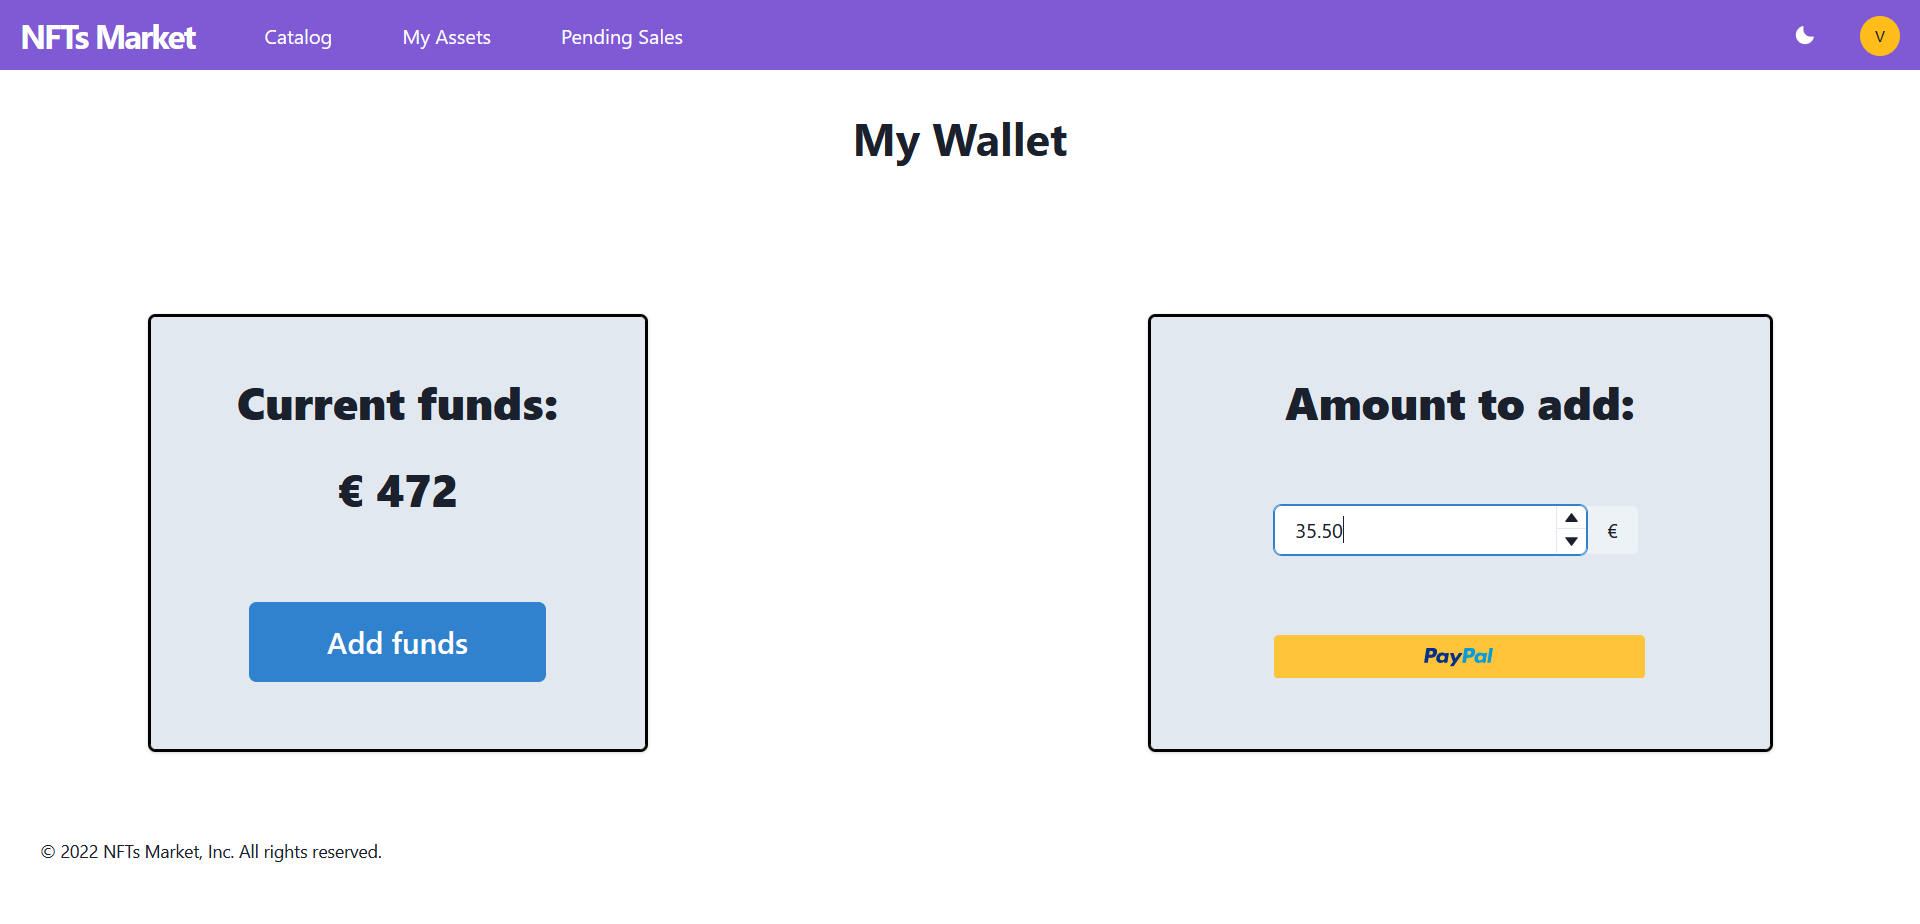 NFTs Market
Catalog
My Assets
Pending Sales
V
My Wallet
Current funds:
€ 472
Add funds
Amount to add:
35.50
€
PayPal
© 2022 NFTs Market, Inc. All rights reserved.